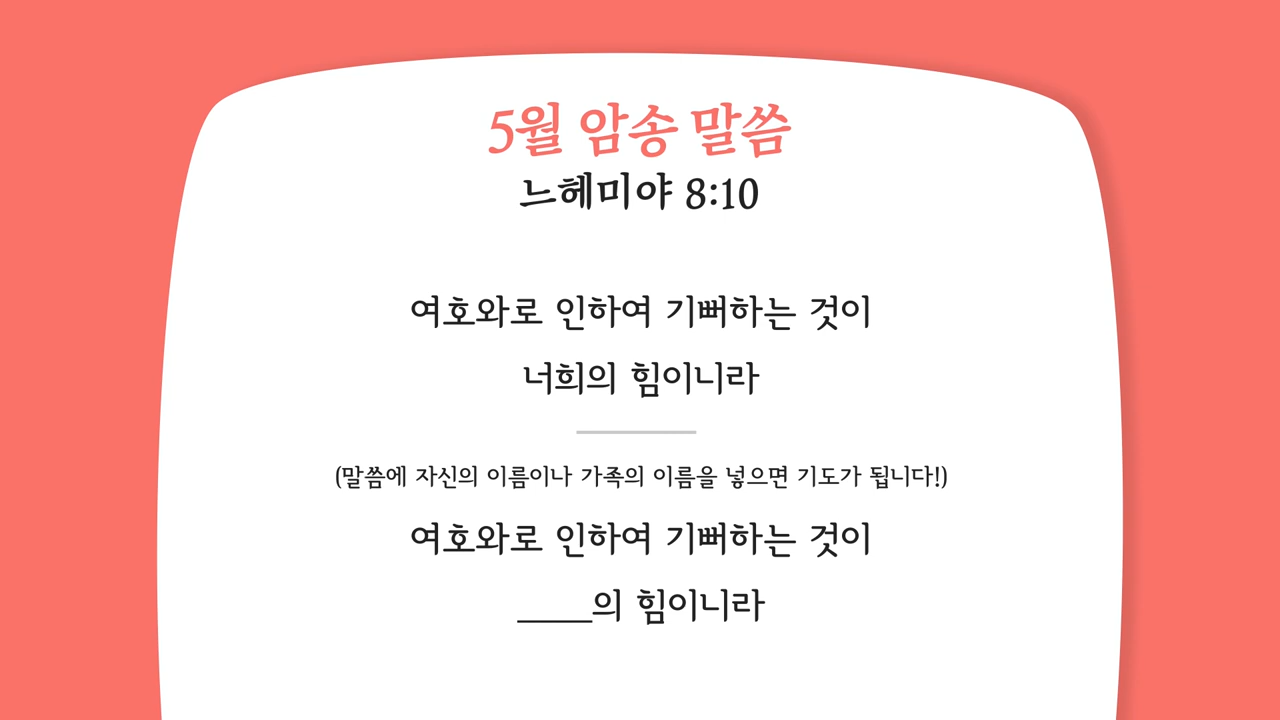 5월 암송 말씀
느헤미야 8:10
여호와로 인하여 기뻐하는 것이
너희의 힘이니라
(말씀에 자신의 이름이나 가족의 이름을 넣으면 기도가 됩니다!)
여호와로 인하여 기뻐하는 것이
____의 힘이니라